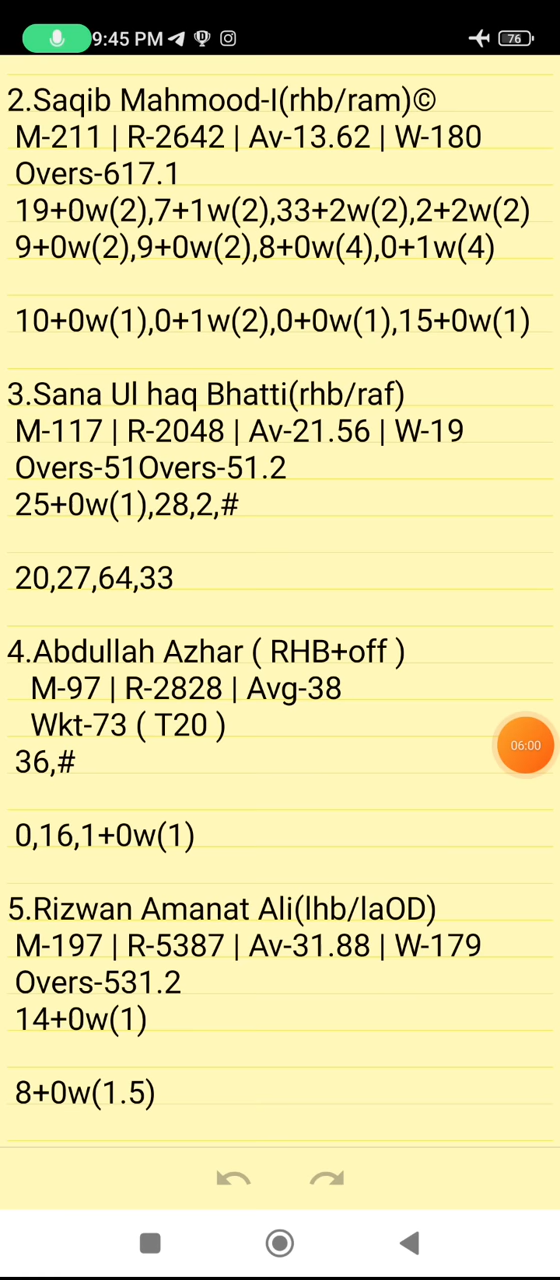 9:45 PM
76
2.Saqib Mahmood-I(rhb/ram)©
M-211 | R-2642 | Av-13.62 | W-180
Overs-617.1
19+0w(2),7+1w(2),33+2w(2),2+2w(2)
9+0w(2),9+0w(2),8+0w(4),0+1w(4)
10+0w(1),0+1w(2),0+0w(1),15+0w(1)
3.Sana Ul haq Bhatti(rhb/raf)
M-117 | R-2048 | Av-21.56 | W-19
Overs-51Overs-51.2
25+0w(1),28,2,#
20,27,64,33
4.Abdullah Azhar ( RHB+off )
M-97 | R-2828 | Avg-38
Wkt-73 ( T20 )
36,#
06:00
0,16,1+0w(1)
5.Rizwan Amanat Ali(lhb/laOD)
M-197 | R-5387 | Av-31.88 | W-179
Overs-531.2
14+0w(1)
8+0w(1.5)